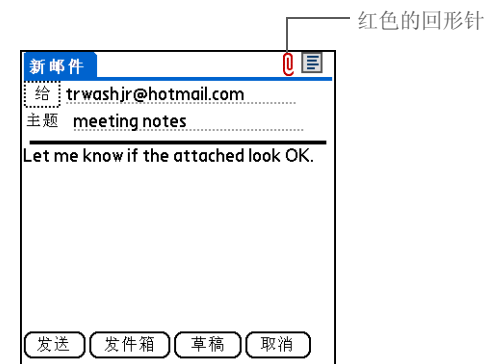 红色的回形针
新邮件
给 trwashjr@hotmail.com
主题 meeting notes
Let me know if the attached look OK.
发送 发件箱 草稿 取消